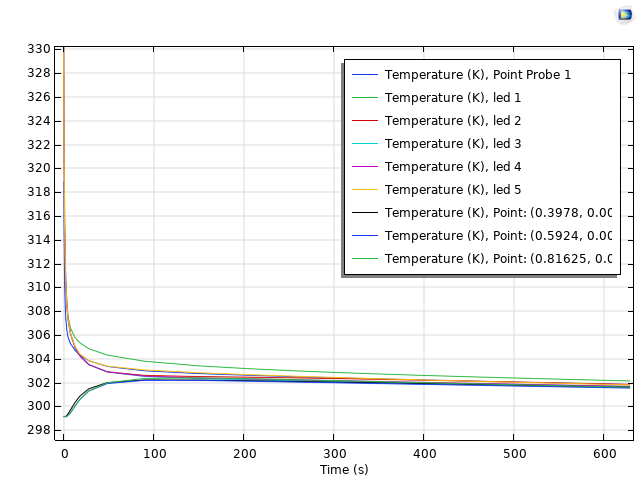 330
328
326
324
322
320
318
316
314
312
310
308
306
304
302
300
298
Temperature (K), Point Probe 1
Temperature (K), led 1
Temperature (K), led 2
Temperature (K), led 3
Temperature (K), led 4
Temperature (K), led 5
Temperature (K), Point: (0.3978, 0.00
Temperature (K), Point: (0.5924, 0.00
Temperature (K), Point: (0.81625, 0.0
0 100 200 300 400 500 600
Time (s)